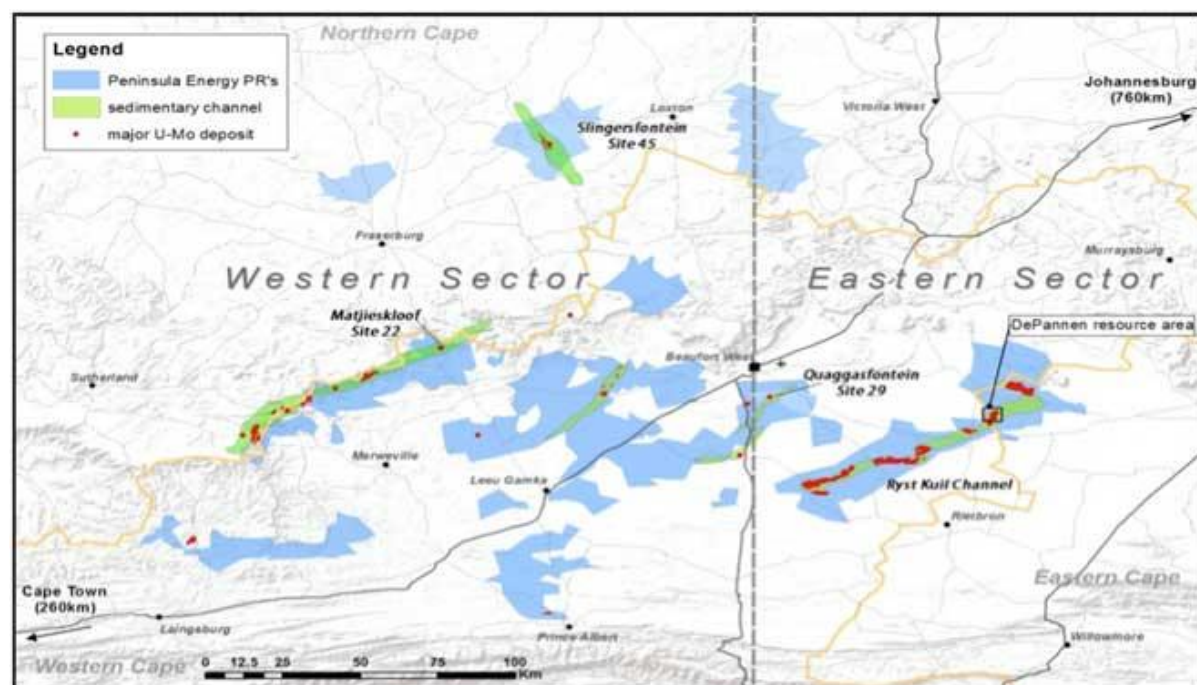 Northern Cape
Legend
Peninsula Energy PR's
sedimentary channel
major U-Mo deposit
Johannesburg
(760km)
Loxton
Victoria West
Slingersfontein
Site 45
Fraserburg
Murraysburg
Western Sector
Eastern Sector
Matjieskloof
Site 22
DePannen resource area
Beaufort West
Sutherland
Quaggasfontein
Site 29
Merweville
Leeu Gamka
Ryst Kuil Channel
Rietbron
Cape Town
(260km)
Eastern Cape
Laingsburg
Prince Albert
Willowmore
Western Cape
0 12.5 25 50 75 100
Km